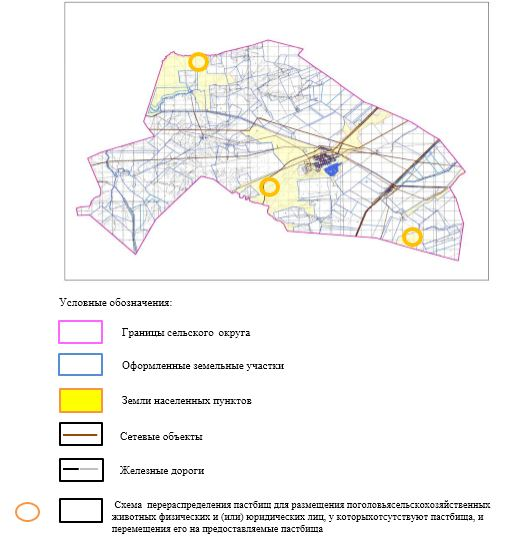 Условные обозначения:
Границы сельского округа
Оформленные земельные участки
Земли населенных пунктов
Сетевые объекты
Железные дороги
Схема перераспределения пастбищ для размещения поголовьясельскохозяйственных
животных физических и (или) юридических лиц, у которыхотсутствуют пастбища, и
перемещения его на предоставляемые пастбища